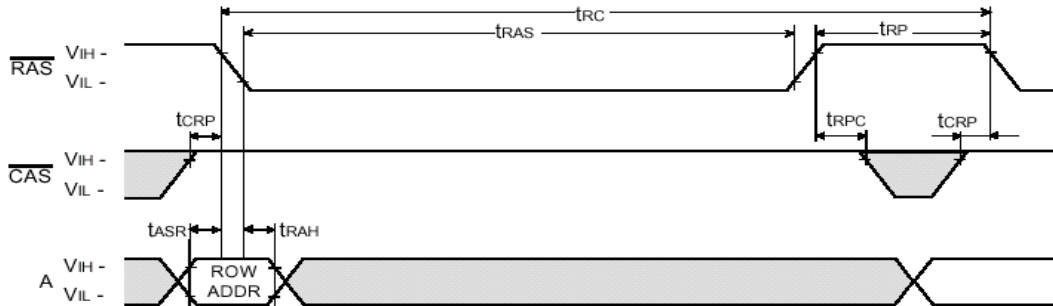 tRC
tRAS
tRP
RAS
VIH -
VIL -
tCRP
tRPC
tCRP
CAS
VIH -
VIL -
tASR
tRAH
A
VIH -
VIL -
ROW
ADDR